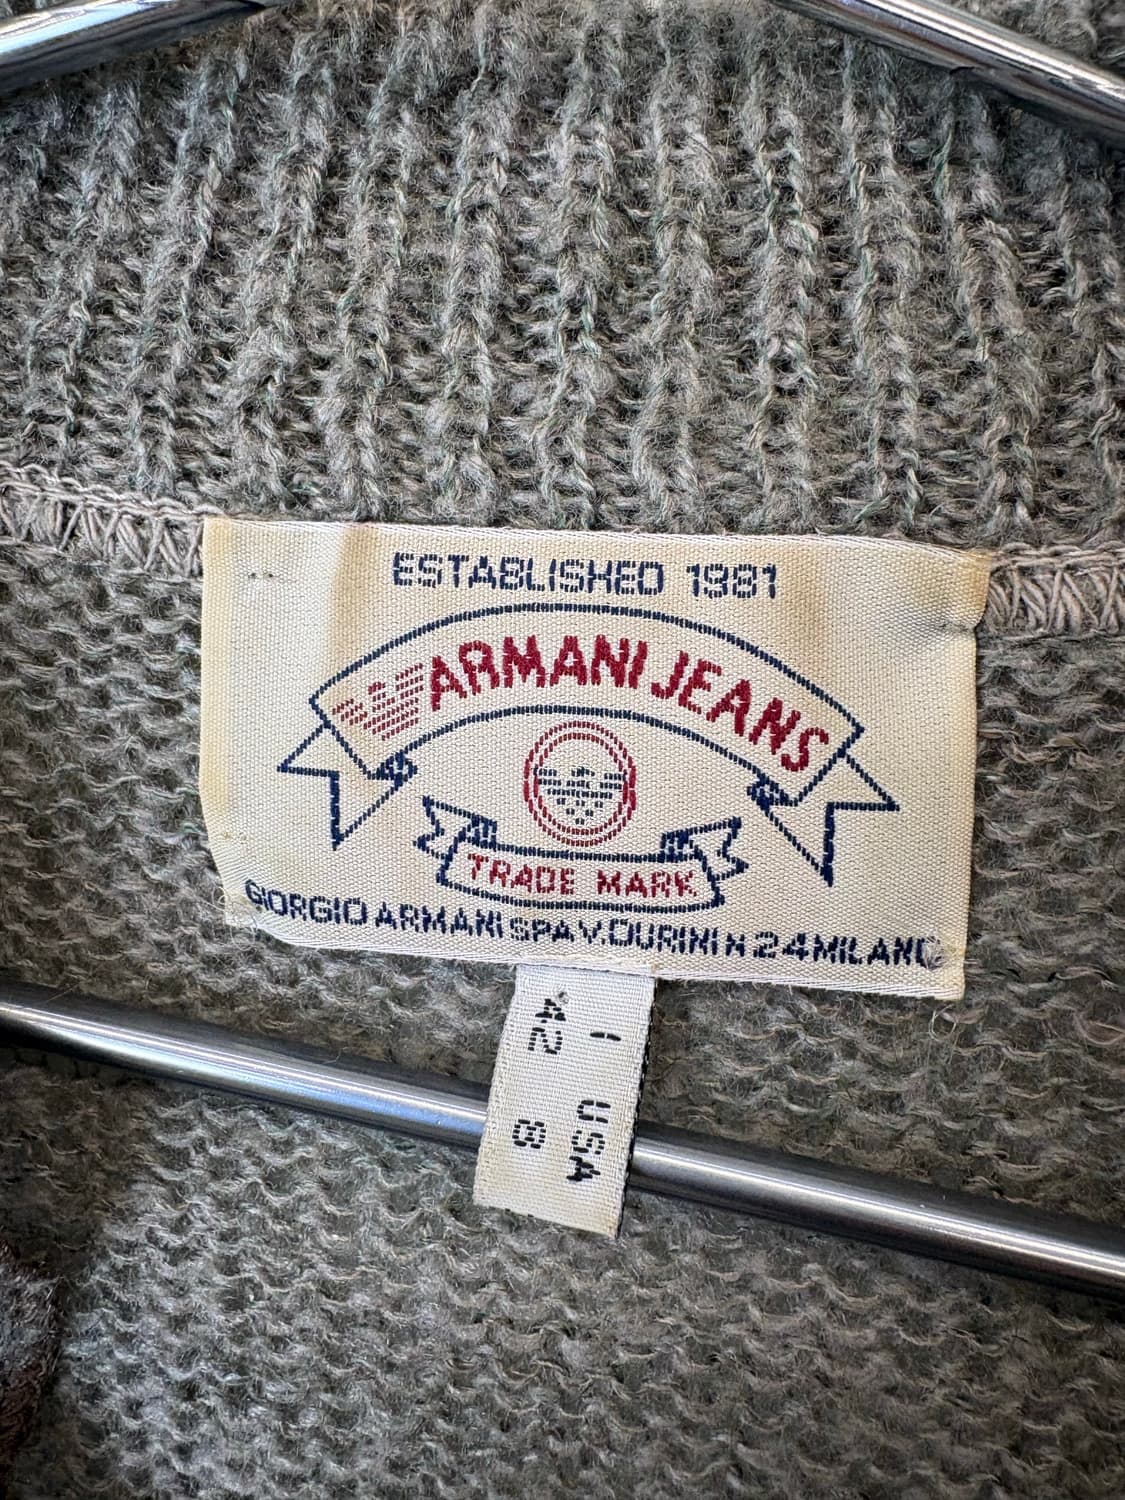 ESTABLISHED 1981
ARMANI JEANS
TRADE MARK
GIORGIO ARMANI SPA V. DURINI N 24 MILANO
I USA
42 8